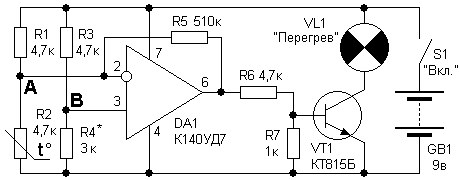 R1
4,7к
R3
4,7к
R5 510к
VL1
"Перегрев"
S1
"Вкл."
A
B
2
3
7
4
6
R6 4,7к
R2
4,7к
t°
R4*
3к
DA1
К140УД7
R7
1к
VT1
КТ815Б
GB1
9в